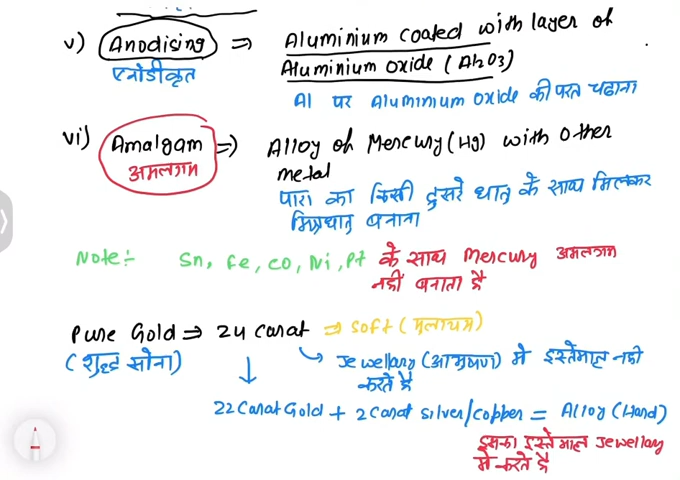 v) Anodising ⇒ Aluminium coated with layer of
एनोडीकृत Aluminium oxide (Al2O3)
Al पर Aluminium oxide की परत चढाना
vi) Amalgam ⇒ Alloy of Mercury (Hg) with other
अमलगम metal
पारा का किसी दुसरे धातु के साथ मिलकर
मिश्रधातु बनाना
Note:- Sn, Fe, CO, Ni, Pt के साथ Mercury अमलगम
नहीं बनाता है
Pure Gold ⇒ 24 carat ⇒ Soft (मुलायम)
(शुद्ध सोना) Jewellary (आभूषण) में इस्तेमाल नही
करते है
22 Carat Gold + 2 Carat Silver/Copper = Alloy (Hard)
इसका इस्तेमाल Jewellary
में करते है